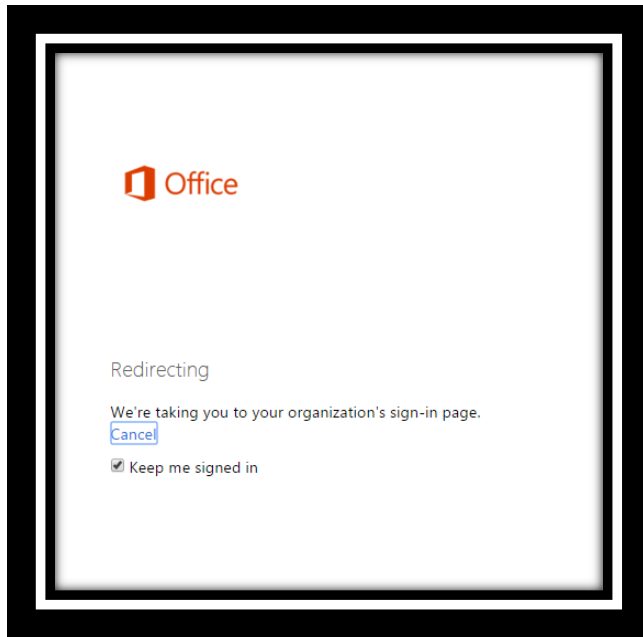 Office
Redirecting
We're taking you to your organization's sign-in page.
Cancel
Keep me signed in